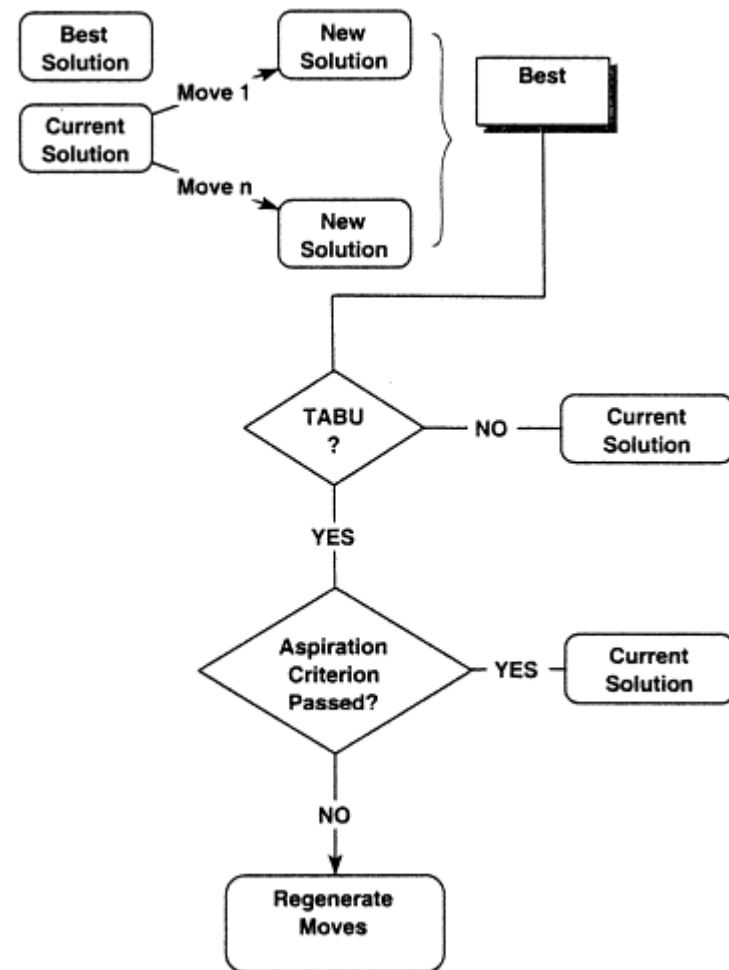 Best
Solution
New
Solution
Best
Move 1
Current
Solution
Move n
New
Solution
TABU
?
NO
Current
Solution
YES
Aspiration
Criterion
Passed?
YES
Current
Solution
NO
Regenerate
Moves